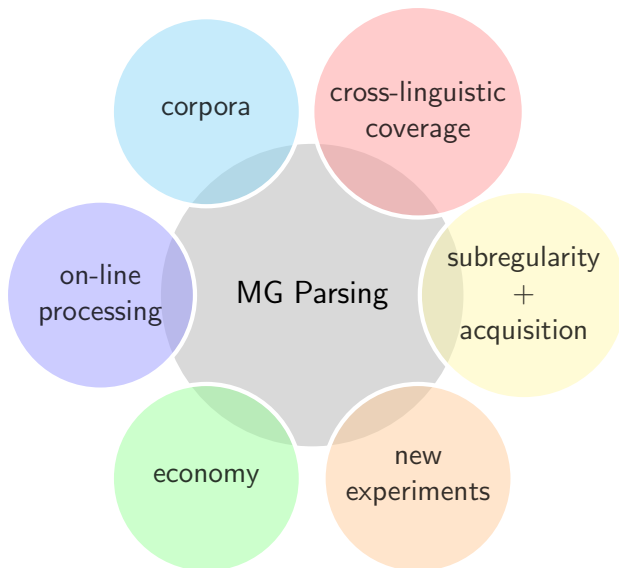 corpora
cross-linguistic
coverage
on-line
processing
MG Parsing
subregularity
+
acquisition
economy
new
experiments